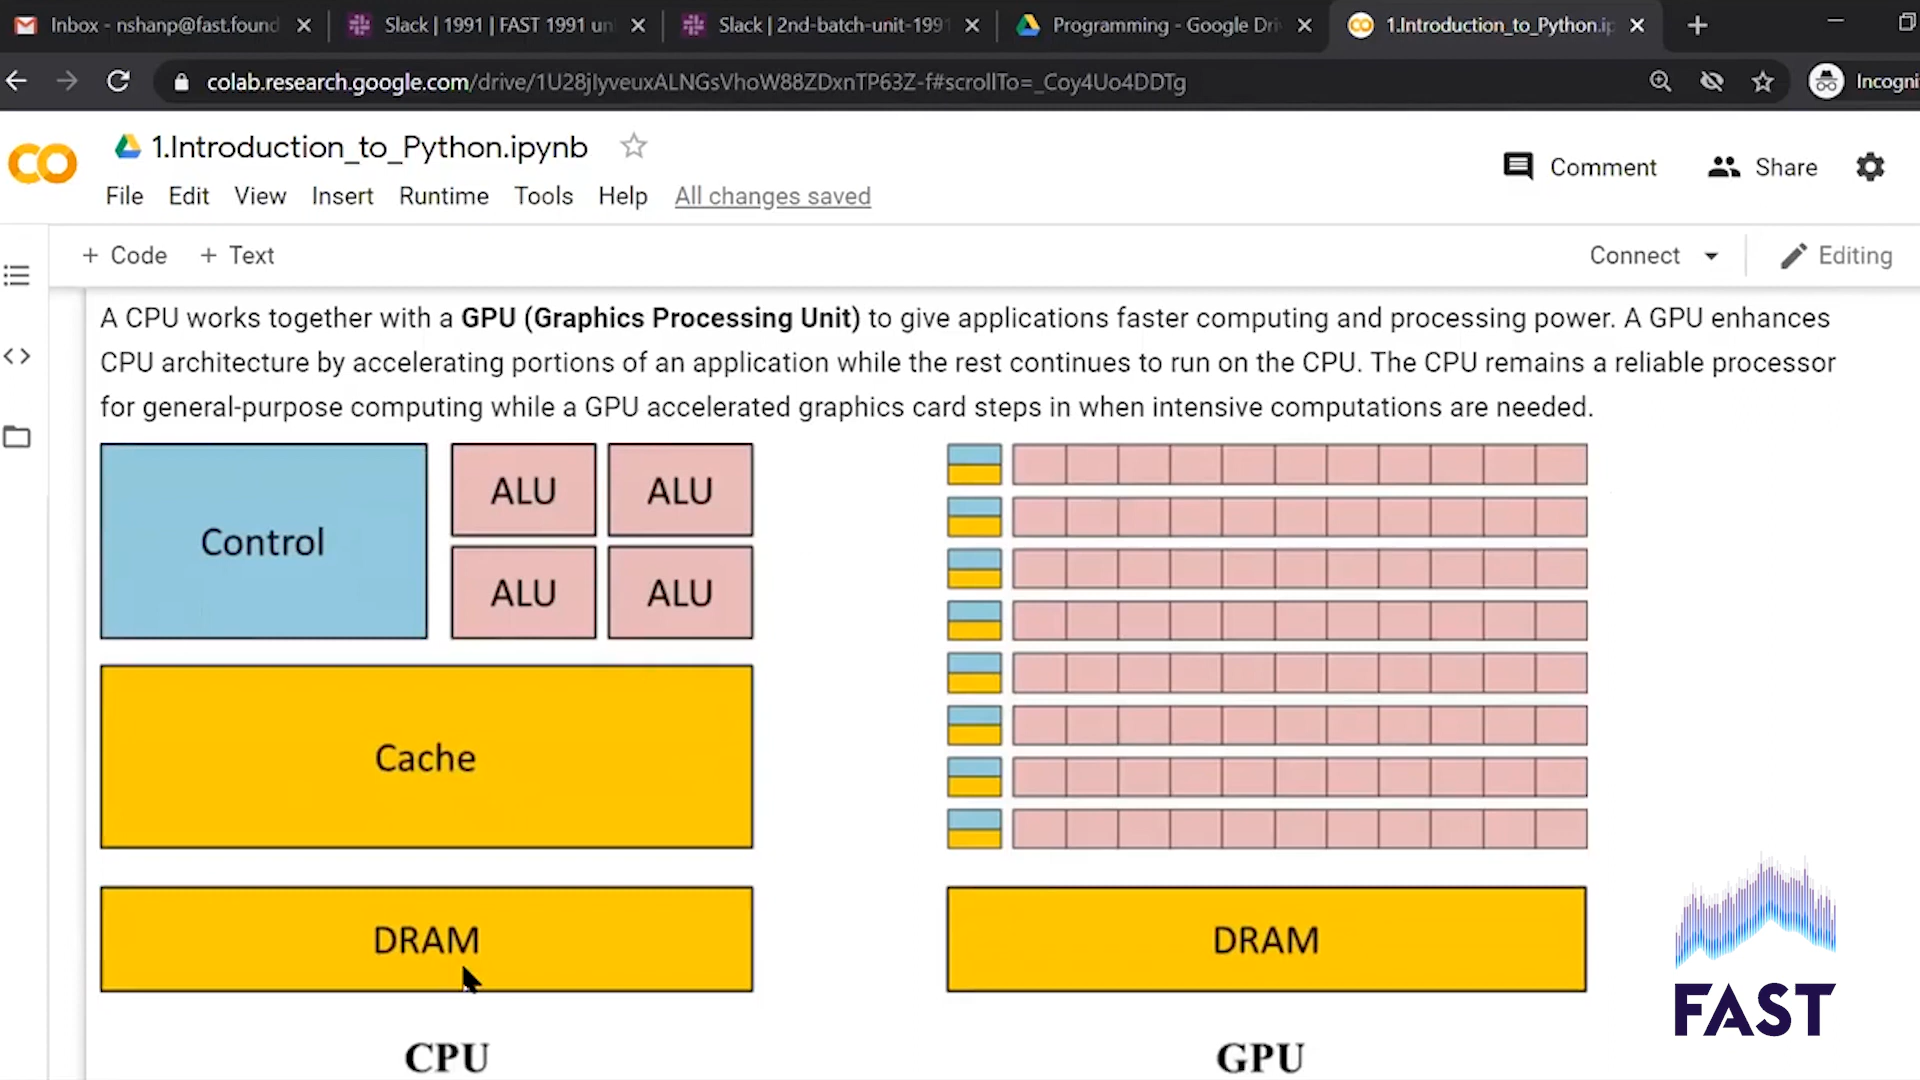 Inbox - nshanp@fast.found
Slack | 1991 | FAST 1991 un
Slack | 2nd-batch-unit-1991
Programming - Google Dri
1.Introduction_to_Python.ip
colab.research.google.com/drive/1U28jIyveuxALNGsVhoW88ZDxnTP63Z-f#scrollTo=_Coy4Uo4DDTg
Incogni
CO
1.Introduction_to_Python.ipynb
Comment
Share
File Edit View Insert Runtime Tools Help All changes saved
+ Code + Text
Connect
Editing
A CPU works together with a GPU (Graphics Processing Unit) to give applications faster computing and processing power. A GPU enhances
CPU architecture by accelerating portions of an application while the rest continues to run on the CPU. The CPU remains a reliable processor
for general-purpose computing while a GPU accelerated graphics card steps in when intensive computations are needed.
Control
ALU ALU
ALU ALU
Cache
DRAM
CPU
DRAM
GPU
FAST